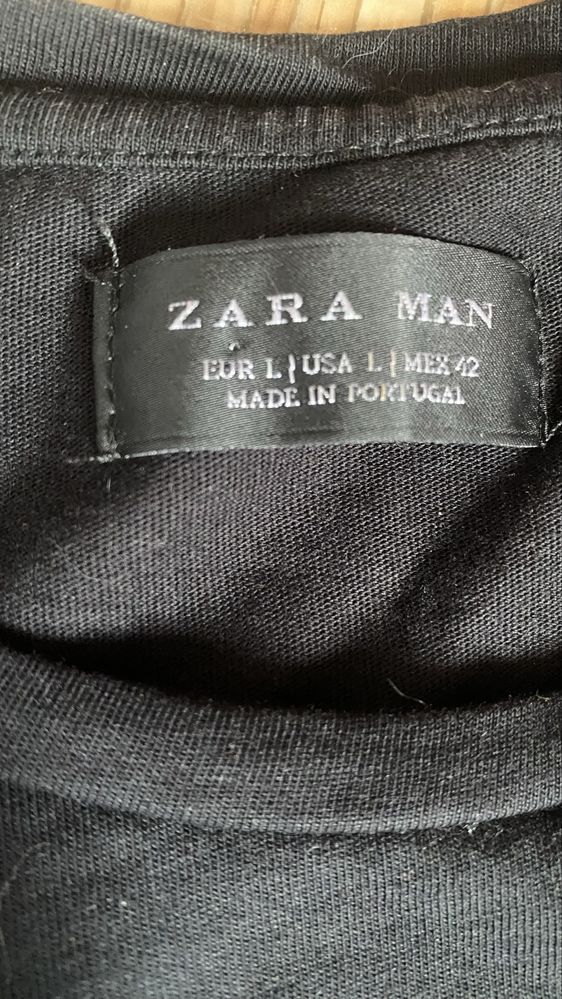 ZARA MAN
EUR L | USA L | MEX 42
MADE IN PORTUGAL